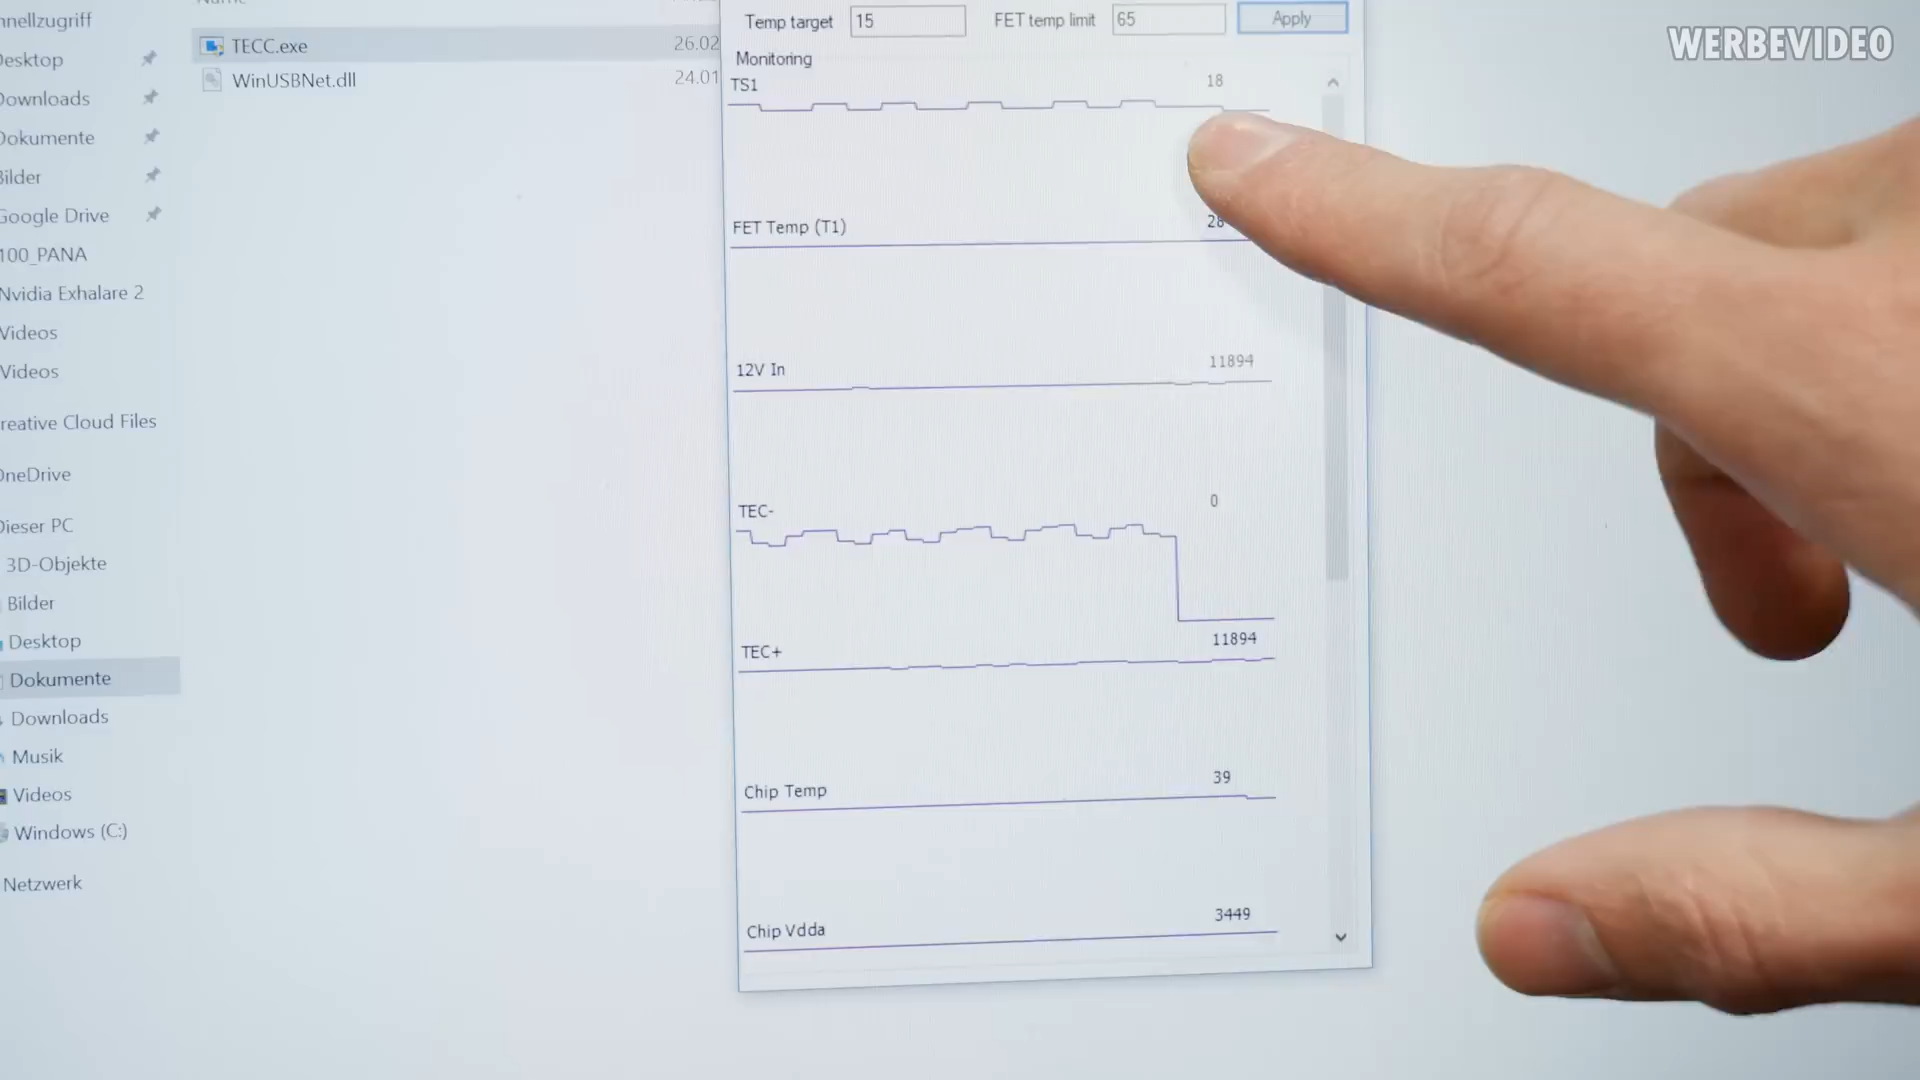 Temp target 15 FET temp limit 65 Apply
WERBEVIDEO
Monitoring
TS1 18
FET Temp (T1) 28
12V In 11894
TEC- 0
TEC+ 11894
Chip Temp 39
Chip Vdda 3449
TECC.exe 26.02
WinUSBNet.dll 24.01
hnellzugriff
Desktop
Downloads
Dokumente
Bilder
Google Drive
100_PANA
Nvidia Exhalare 2
Videos
Videos
reative Cloud Files
OneDrive
Dieser PC
3D-Objekte
Bilder
Desktop
Dokumente
Downloads
Musik
Videos
Windows (C:)
Netzwerk